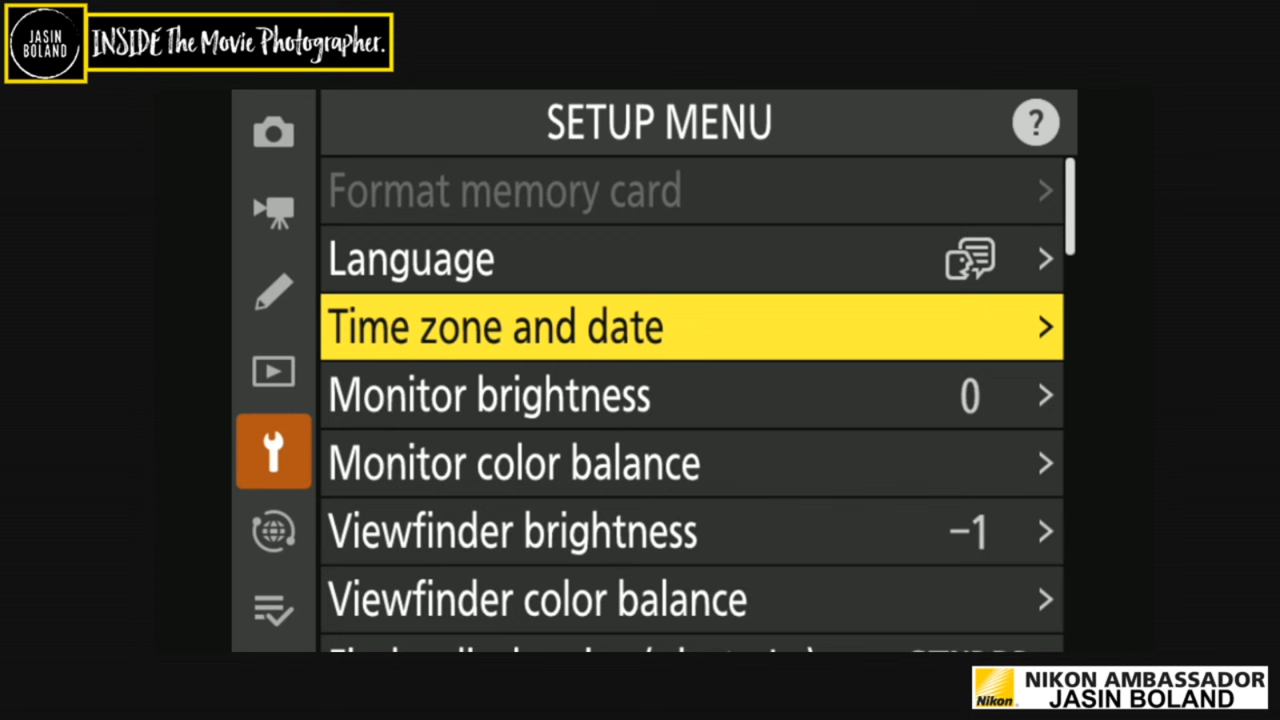 JASIN
BOLAND
INSIDE The Movie Photographer.
SETUP MENU
?
Format memory card >
Language >
Time zone and date >
Monitor brightness 0 >
Monitor color balance >
Viewfinder brightness −1 >
Viewfinder color balance >
Nikon
NIKON AMBASSADOR
JASIN BOLAND